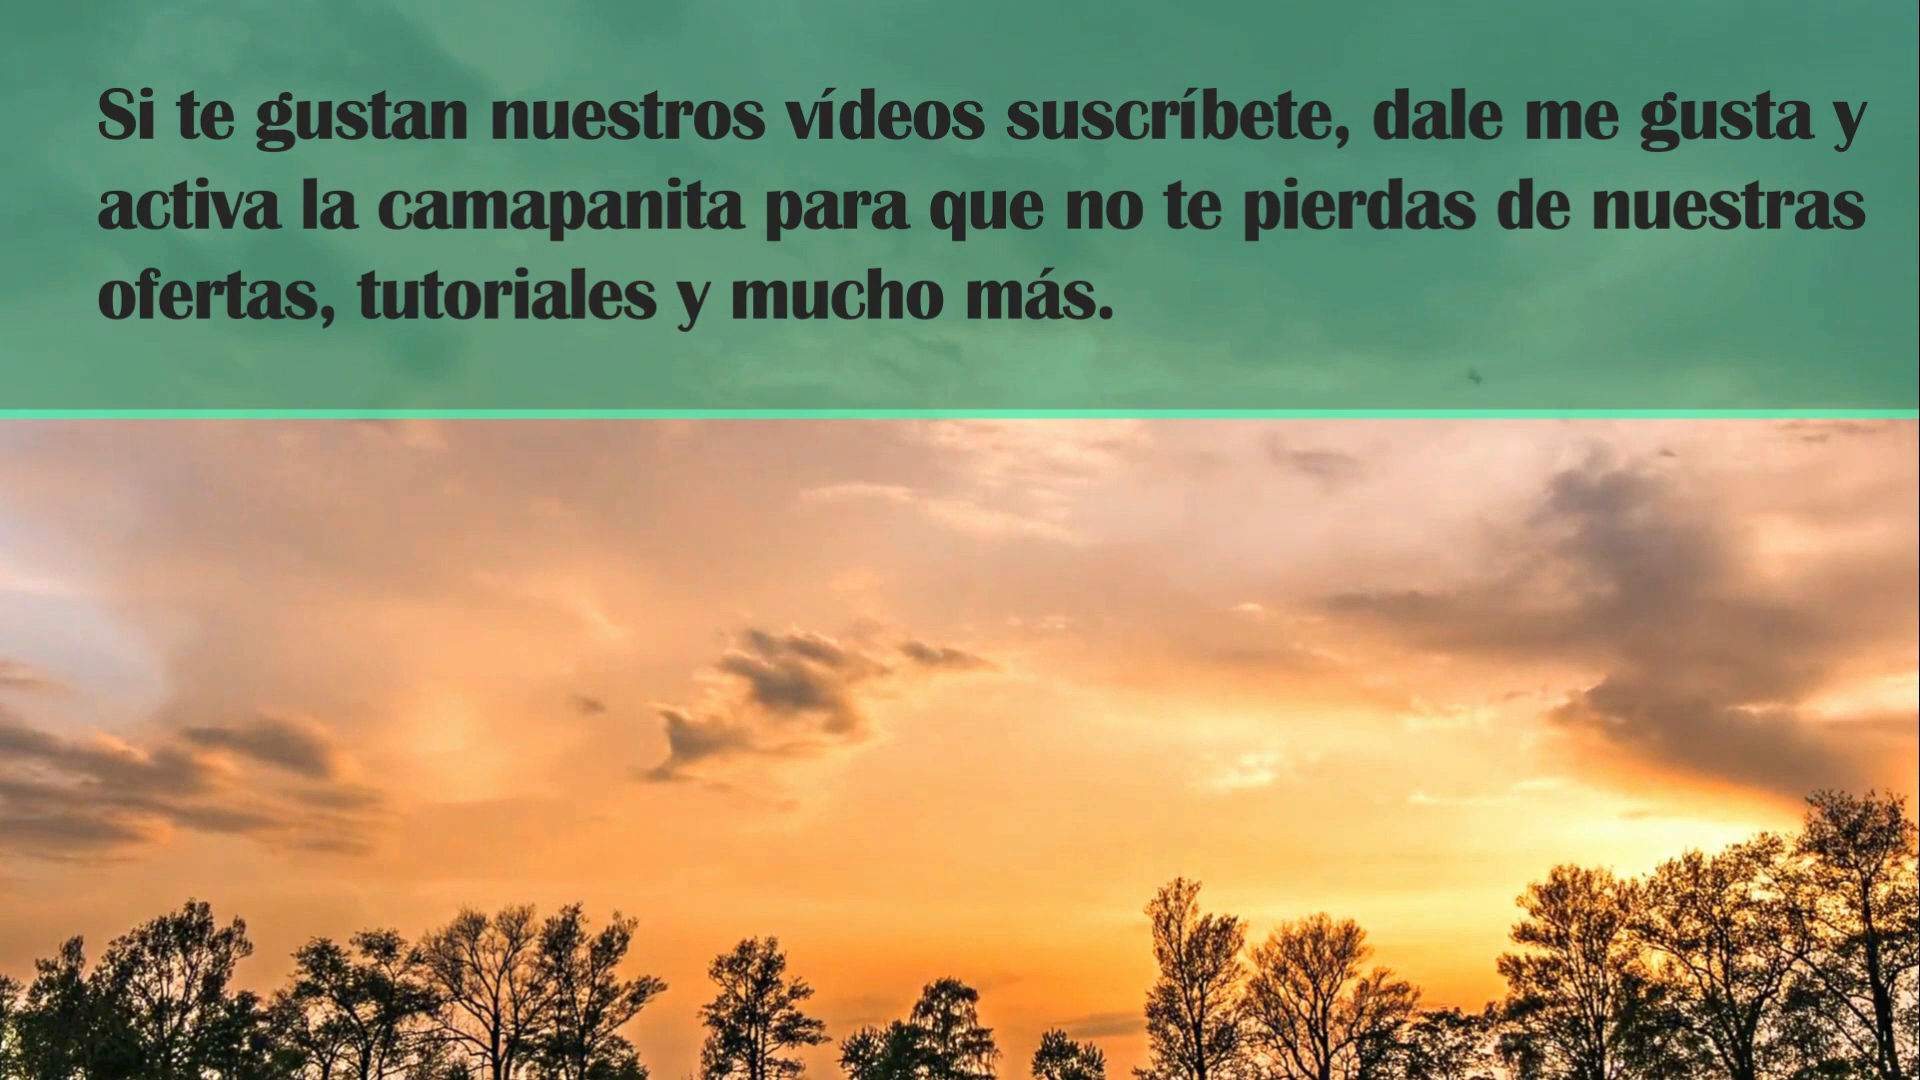 Si te gustan nuestros vídeos suscríbete, dale me gusta y
activa la camapanita para que no te pierdas de nuestras
ofertas, tutoriales y mucho más.